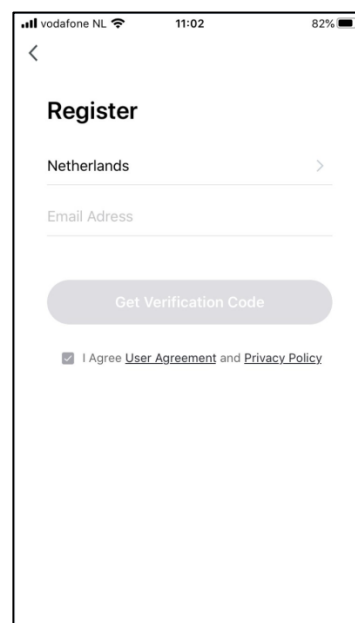 vodafone NL 11:02 82%
Register
Netherlands
Email Adress
Get Verification Code
I Agree User Agreement and Privacy Policy